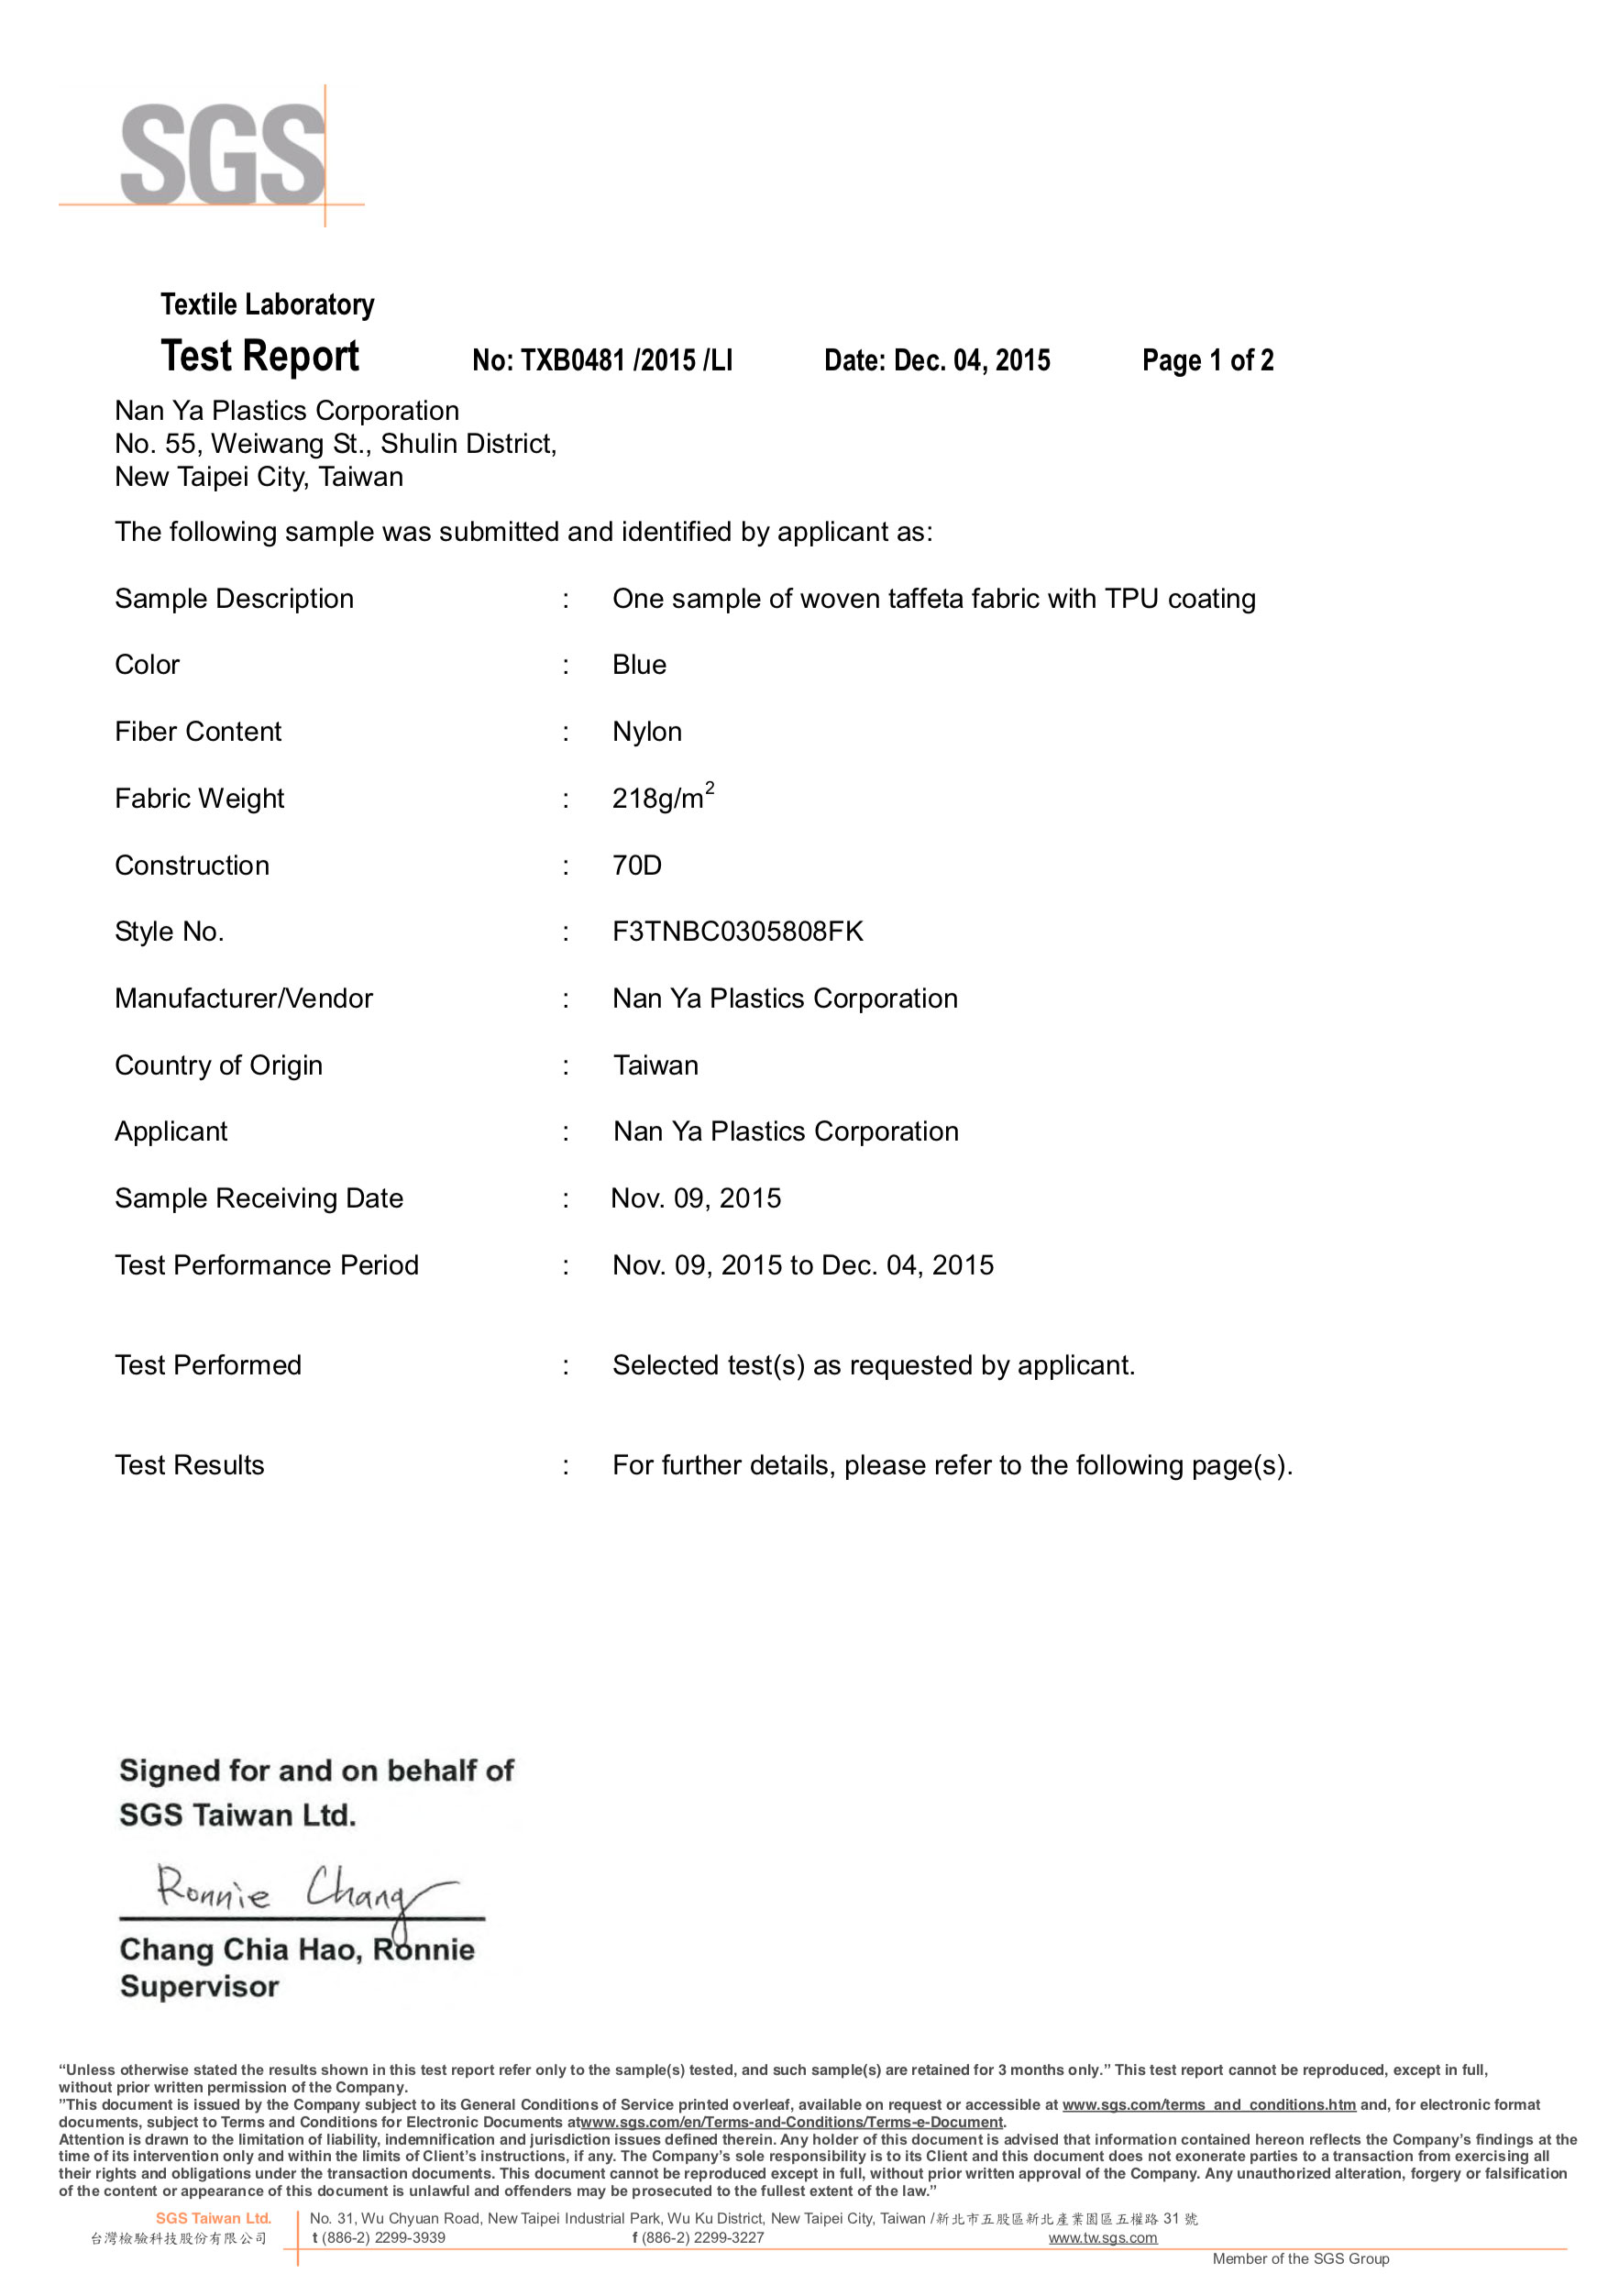 SGS
Textile Laboratory
Test Report No: TXB0481 /2015 /LI Date: Dec. 04, 2015 Page 1 of 2
Nan Ya Plastics Corporation
No. 55, Weiwang St., Shulin District,
New Taipei City, Taiwan
The following sample was submitted and identified by applicant as:
Sample Description : One sample of woven taffeta fabric with TPU coating
Color : Blue
Fiber Content : Nylon
Fabric Weight : 218g/m²
Construction : 70D
Style No. : F3TNBC0305808FK
Manufacturer/Vendor : Nan Ya Plastics Corporation
Country of Origin : Taiwan
Applicant : Nan Ya Plastics Corporation
Sample Receiving Date : Nov. 09, 2015
Test Performance Period : Nov. 09, 2015 to Dec. 04, 2015
Test Performed : Selected test(s) as requested by applicant.
Test Results : For further details, please refer to the following page(s).
Signed for and on behalf of
SGS Taiwan Ltd.
Ronnie Chang
Chang Chia Hao, Ronnie
Supervisor
“Unless otherwise stated the results shown in this test report refer only to the sample(s) tested, and such sample(s) are retained for 3 months only.” This test report cannot be reproduced, except in full,
without prior written permission of the Company.
”This document is issued by the Company subject to its General Conditions of Service printed overleaf, available on request or accessible at www.sgs.com/terms_and_conditions.htm and, for electronic format
documents, subject to Terms and Conditions for Electronic Documents atwww.sgs.com/en/Terms-and-Conditions/Terms-e-Document.
Attention is drawn to the limitation of liability, indemnification and jurisdiction issues defined therein. Any holder of this document is advised that information contained hereon reflects the Company’s findings at the
time of its intervention only and within the limits of Client’s instructions, if any. The Company’s sole responsibility is to its Client and this document does not exonerate parties to a transaction from exercising all
their rights and obligations under the transaction documents. This document cannot be reproduced except in full, without prior written approval of the Company. Any unauthorized alteration, forgery or falsification
of the content or appearance of this document is unlawful and offenders may be prosecuted to the fullest extent of the law.”
SGS Taiwan Ltd. No. 31, Wu Chyuan Road, New Taipei Industrial Park, Wu Ku District, New Taipei City, Taiwan /新北市五股區新北產業園區五權路 31 號
台灣檢驗科技股份有限公司 t (886-2) 2299-3939 f (886-2) 2299-3227 www.tw.sgs.com
Member of the SGS Group